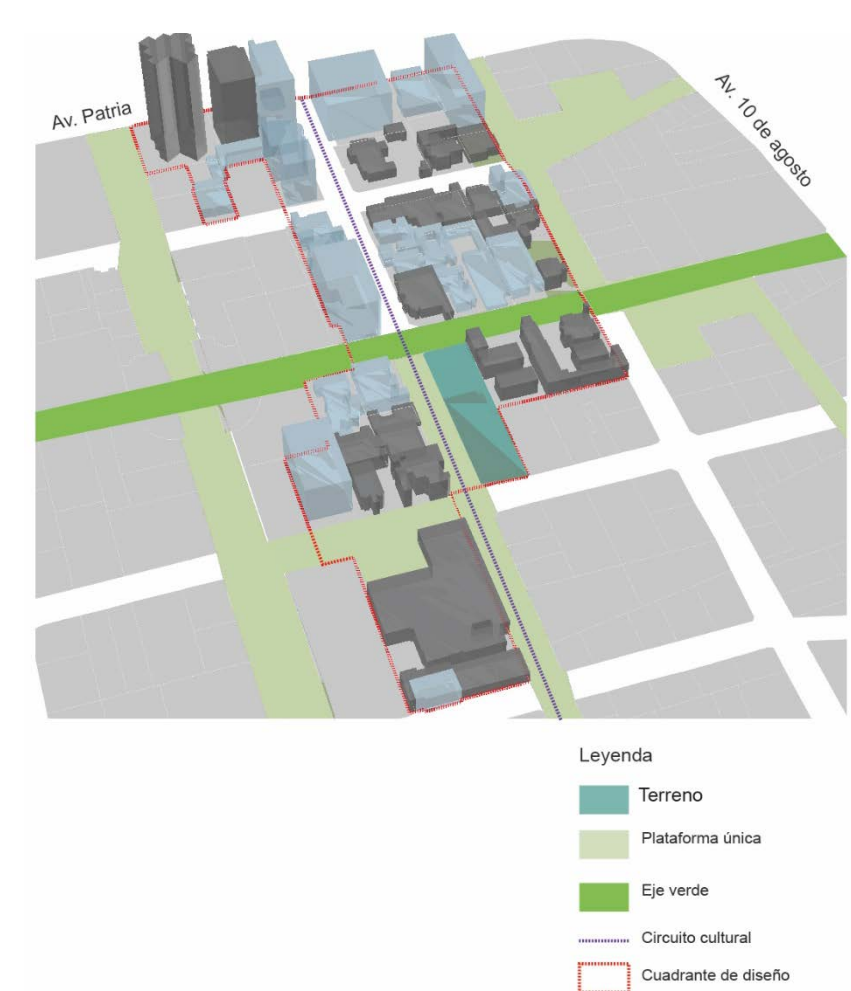 Av. Patria
Av. 10 de agosto
Leyenda
Terreno
Plataforma única
Eje verde
Circuito cultural
Cuadrante de diseño